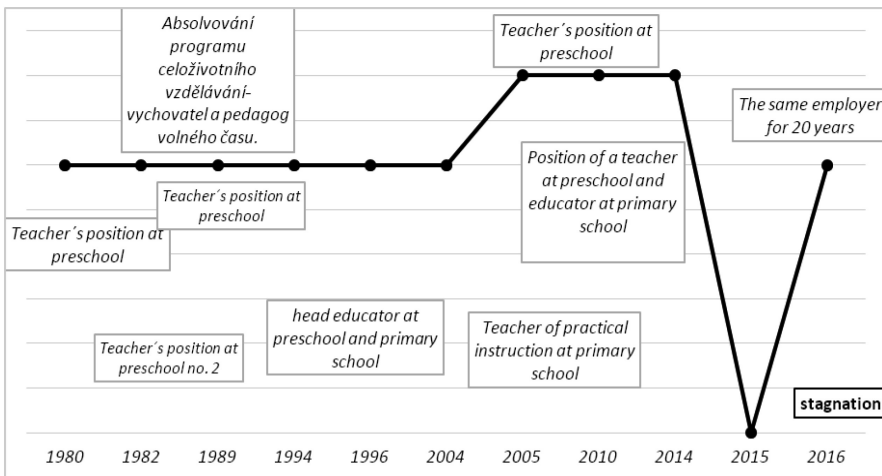 Absolvování
programu
celoživotního
vzdělávání-
vychovatel a pedagog
volného času.
Teacher´s position at
preschool
The same employer
for 20 years
Position of a teacher
at preschool and
educator at primary
school
Teacher´s position at
preschool
Teacher´s position at
preschool
head educator at
preschool and primary
school
Teacher of practical
instruction at primary
school
Teacher´s position at
preschool no. 2
stagnation
1980 1982 1989 1994 1996 2004 2005 2010 2014 2015 2016